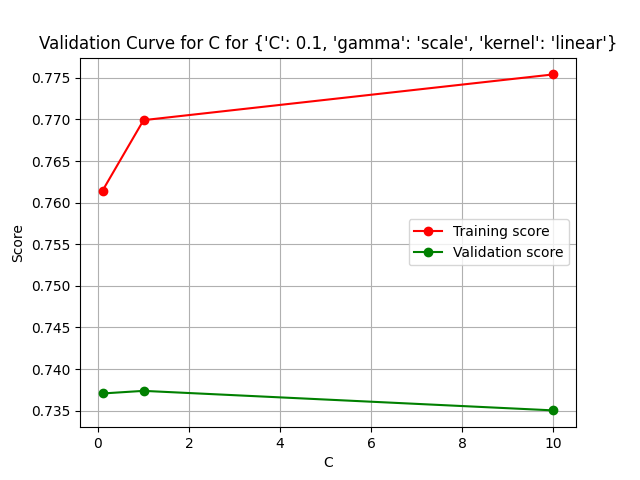 Validation Curve for C for {'C': 0.1, 'gamma': 'scale', 'kernel': 'linear'}
0.775
0.770
0.765
0.760
0.755
0.750
0.745
0.740
0.735
Score
Training score
Validation score
0 2 4 6 8 10
C